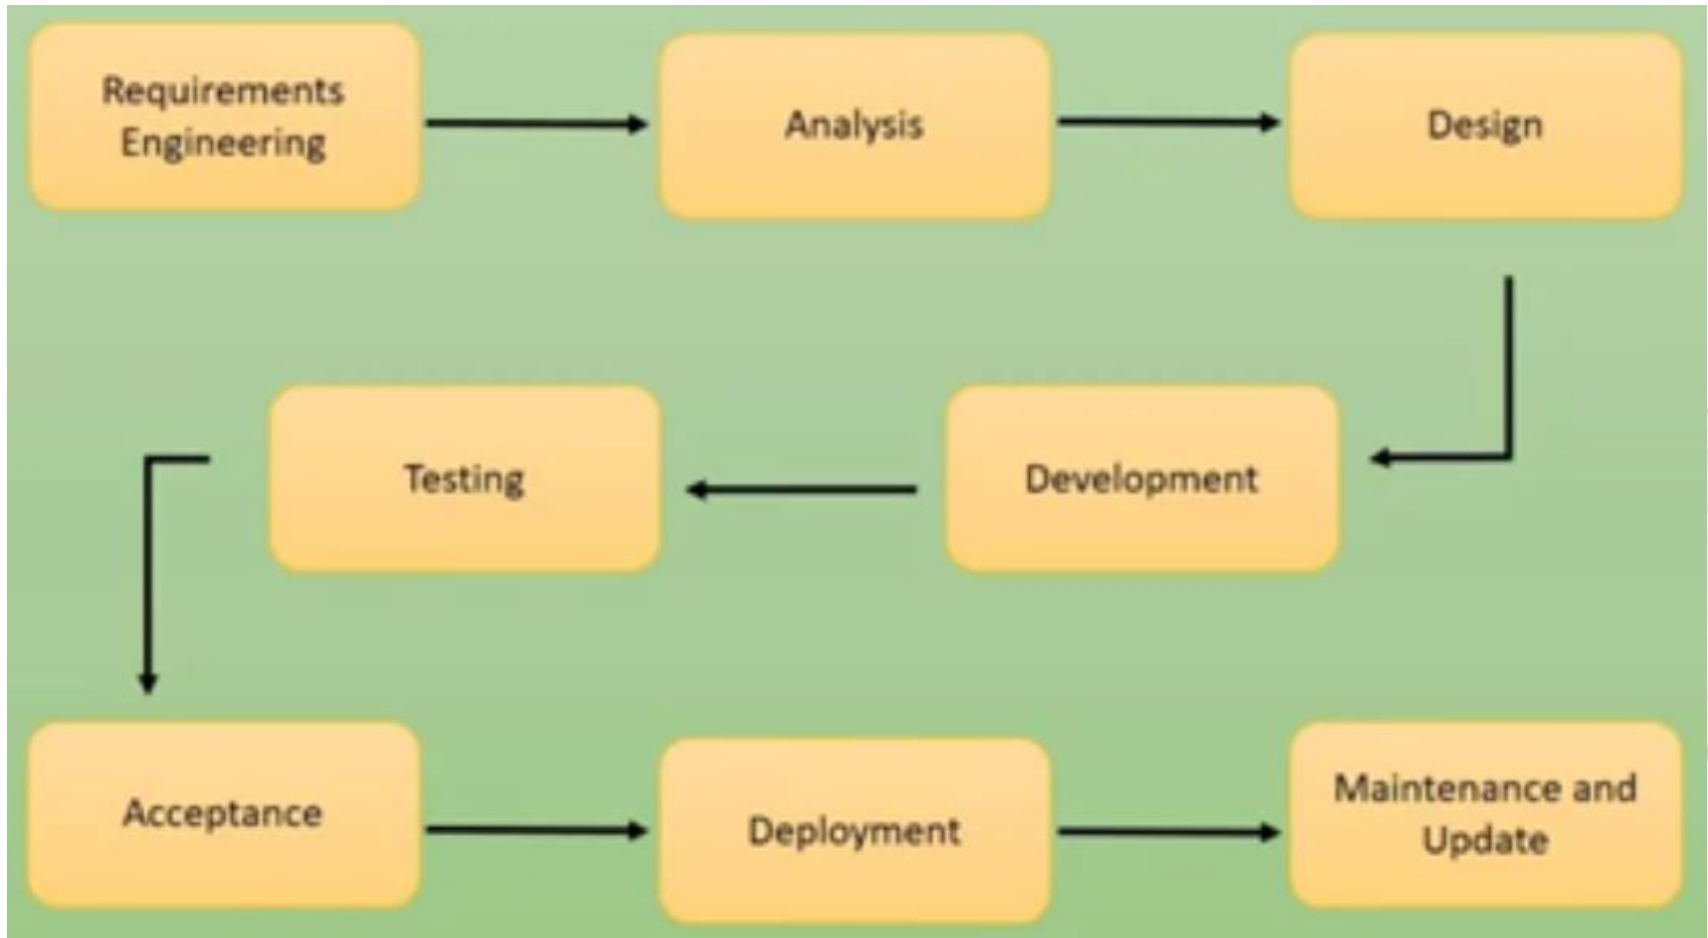 Requirements
Engineering
Analysis
Design
Development
Testing
Acceptance
Deployment
Maintenance and
Update